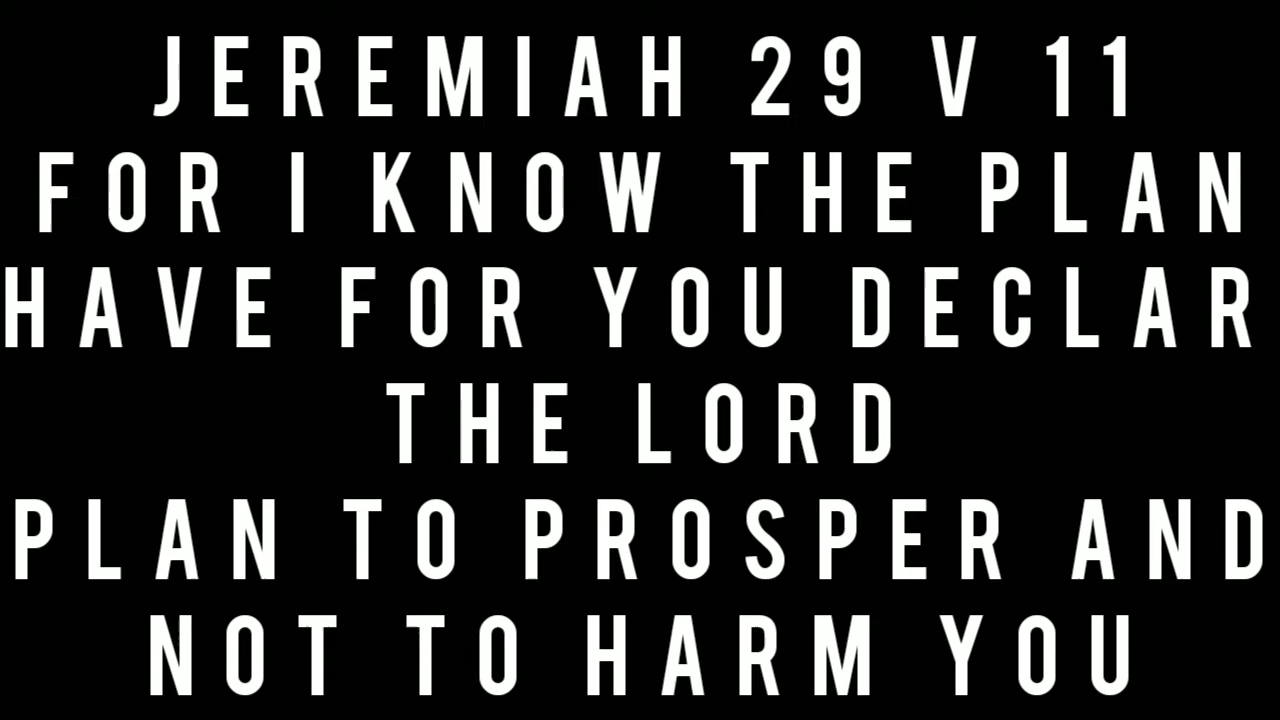 JEREMIAH 29 V 11
FOR I KNOW THE PLAN
HAVE FOR YOU DECLAR
THE LORD
PLAN TO PROSPER AND
NOT TO HARM YOU